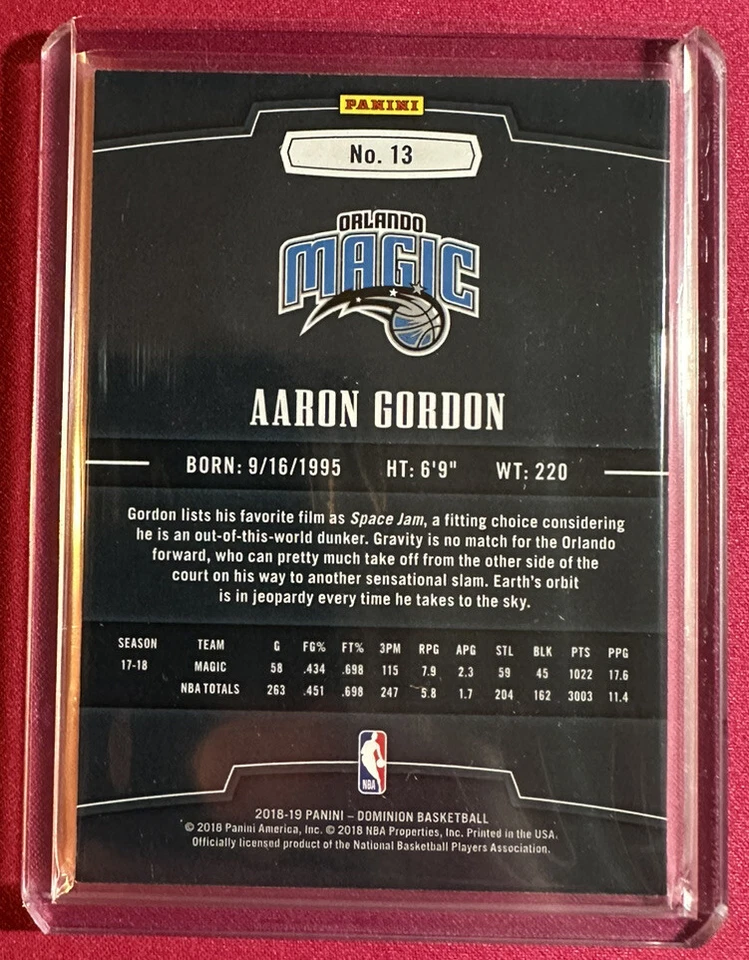 PANINI
No. 13
ORLANDO
MAGIC
AARON GORDON
BORN: 9/16/1995 HT: 6'9" WT: 220
Gordon lists his favorite film as Space Jam, a fitting choice considering
he is an out-of-this-world dunker. Gravity is no match for the Orlando
forward, who can pretty much take off from the other side of the
court on his way to another sensational slam. Earth's orbit
is in jeopardy every time he takes to the sky.
SEASON TEAM G FG% FT% 3PM RPG APG STL BLK PTS PPG
17-18 MAGIC 58 .434 .698 115 7.9 2.3 59 45 1022 17.6
NBA TOTALS 263 .451 .698 247 5.8 1.7 204 162 3003 11.4
NBA
2018-19 PANINI – DOMINION BASKETBALL
© 2018 Panini America, Inc. © 2018 NBA Properties, Inc. Printed in the USA.
Officially licensed product of the National Basketball Players Association.